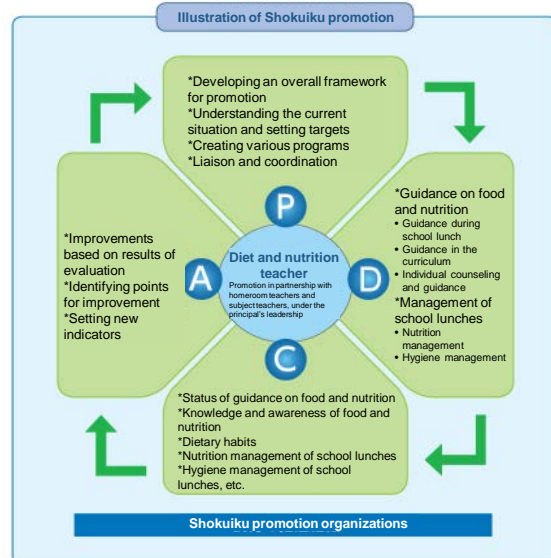 Illustration of Shokuiku promotion
*Developing an overall framework
for promotion
*Understanding the current
situation and setting targets
*Creating various programs
*Liaison and coordination
P
*Improvements
based on results of
evaluation
*Identifying points
for improvement
*Setting new
indicators
A
Diet and nutrition
teacher
Promotion in partnership with
homeroom teachers and
subject teachers, under the
principal's leadership
D
*Guidance on food
and nutrition
• Guidance during
school lunch
• Guidance in the
curriculum
• Individual counseling
and guidance
*Management of
school lunches
• Nutrition
management
• Hygiene management
C
*Status of guidance on food and nutrition
*Knowledge and awareness of food and
nutrition
*Dietary habits
*Nutrition management of school lunches
*Hygiene management of school
lunches, etc.
Shokuiku promotion organizations